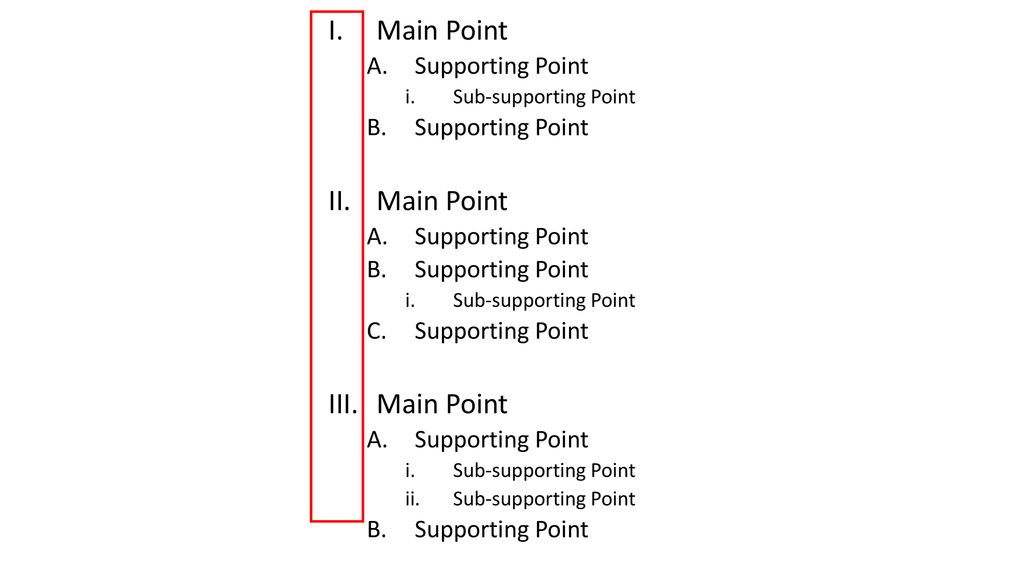 I. Main Point
A. Supporting Point
i. Sub-supporting Point
B. Supporting Point
II. Main Point
A. Supporting Point
B. Supporting Point
i. Sub-supporting Point
C. Supporting Point
III. Main Point
A. Supporting Point
i. Sub-supporting Point
ii. Sub-supporting Point
B. Supporting Point